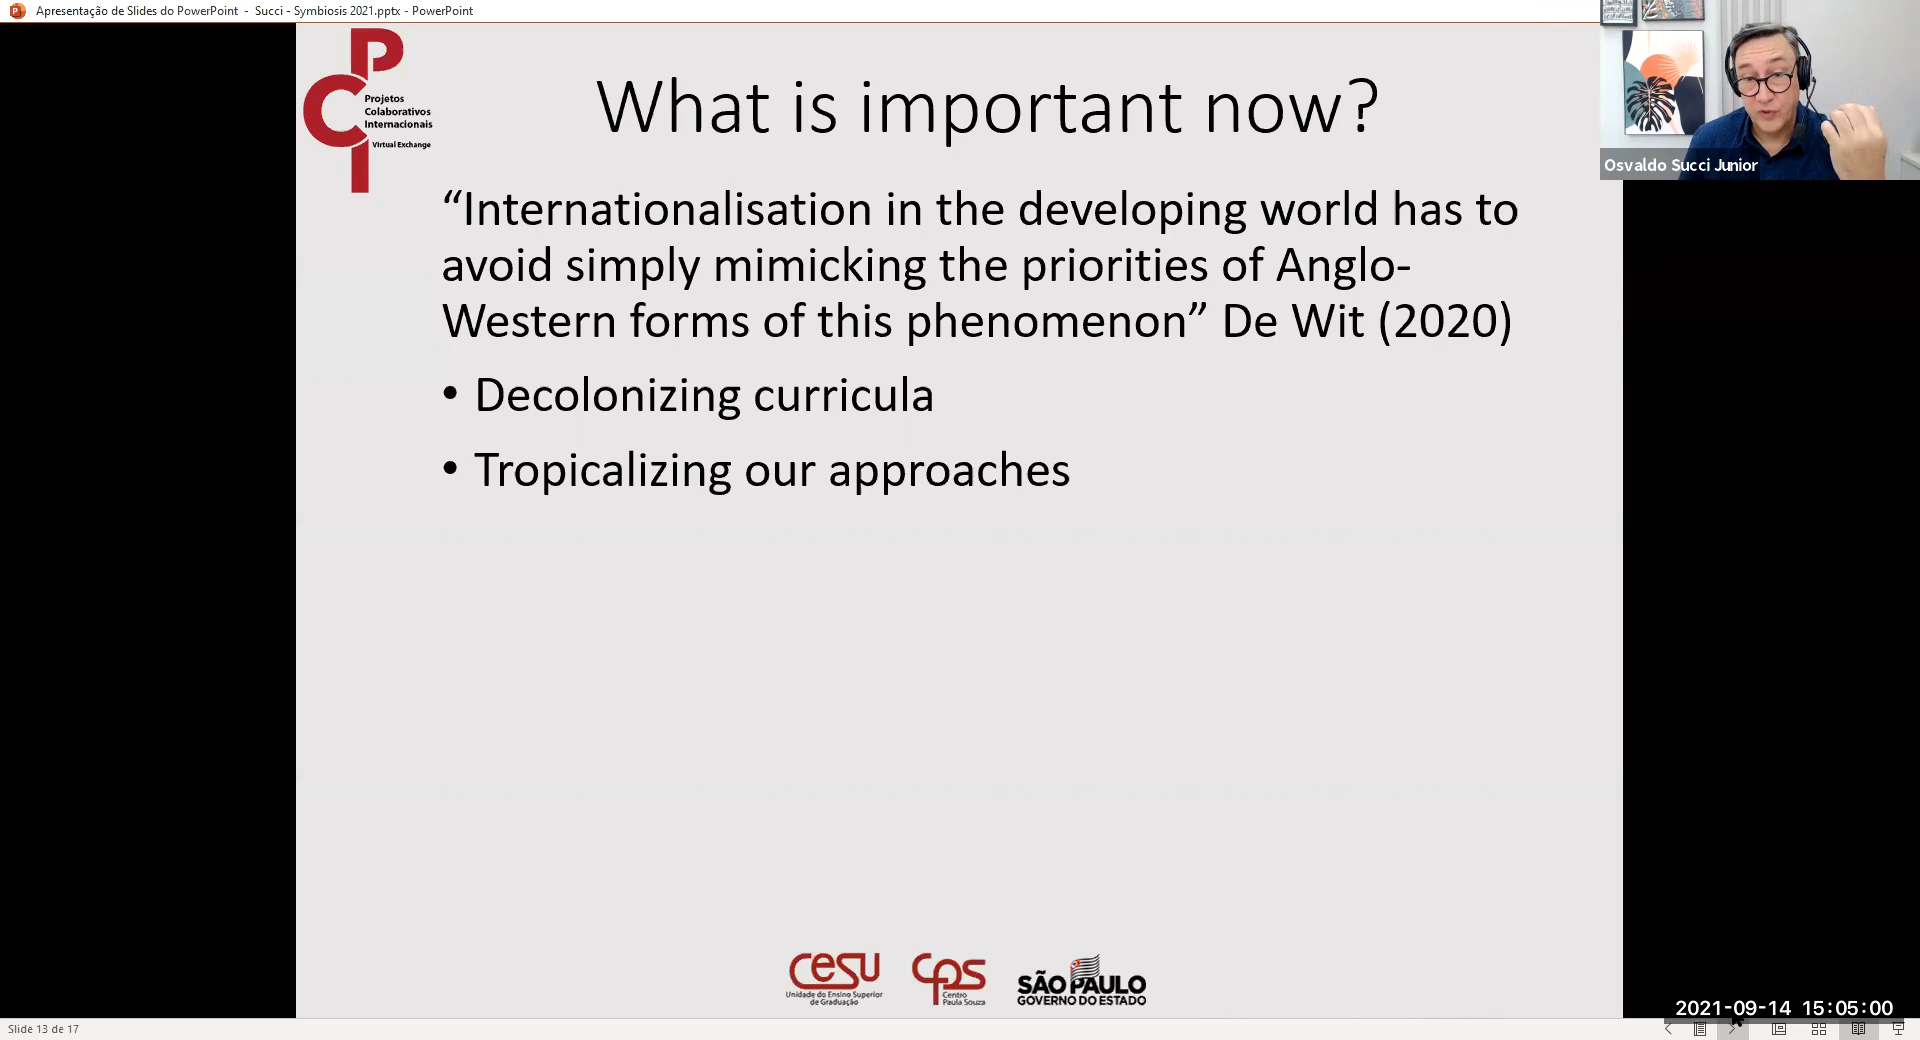 Apresentação de Slides do PowerPoint - Succi - Symbiosis 2021.pptx - PowerPoint
PCI
Projetos
Colaborativos
Internacionais
Virtual Exchange
What is important now?
Osvaldo Succi Junior
“Internationalisation in the developing world has to
avoid simply mimicking the priorities of Anglo-
Western forms of this phenomenon” De Wit (2020)
• Decolonizing curricula
• Tropicalizing our approaches
cesu
Unidade do Ensino Superior
de Graduação
cps
Centro
Paula Souza
SÃO PAULO
GOVERNO DO ESTADO
2021-09-14 15:05:00
Slide 13 de 17